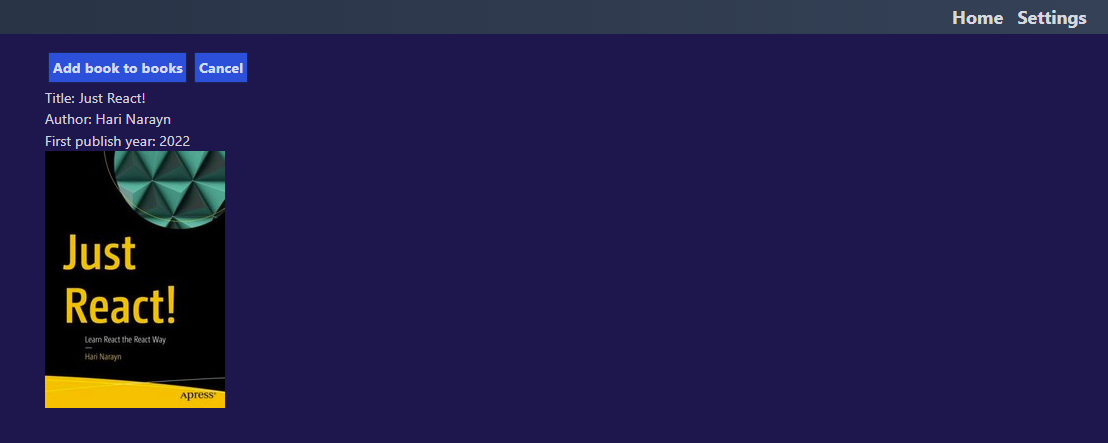 Home Settings
Add book to books Cancel
Title: Just React!
Author: Hari Narayn
First publish year: 2022
Just
React!
Learn React the React Way
Hari Narayn
Apress®